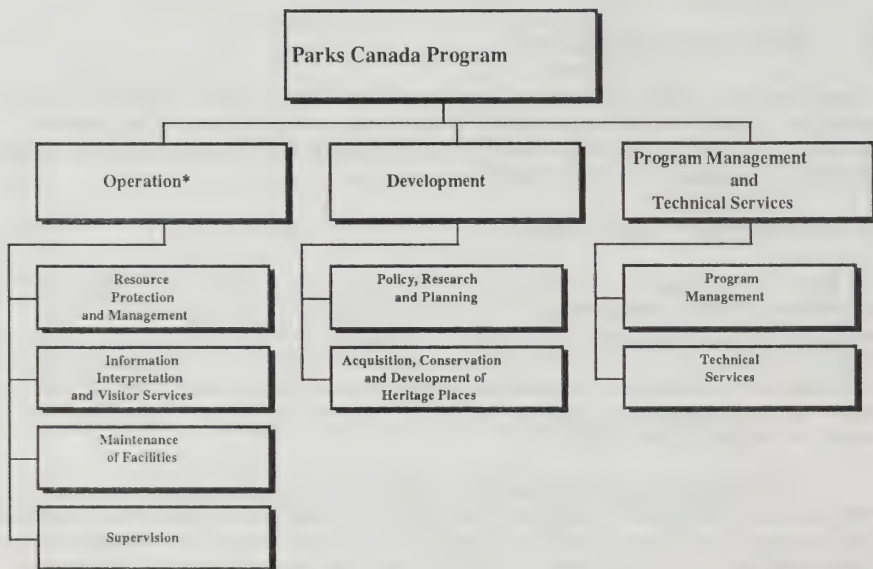 Parks Canada Program
Operation*
Development
Program Management
and
Technical Services
Resource
Protection
and Management
Information
Interpretation
and Visitor Services
Maintenance
of Facilities
Supervision
Policy, Research
and Planning
Acquisition, Conservation
and Development of
Heritage Places
Program
Management
Technical
Services